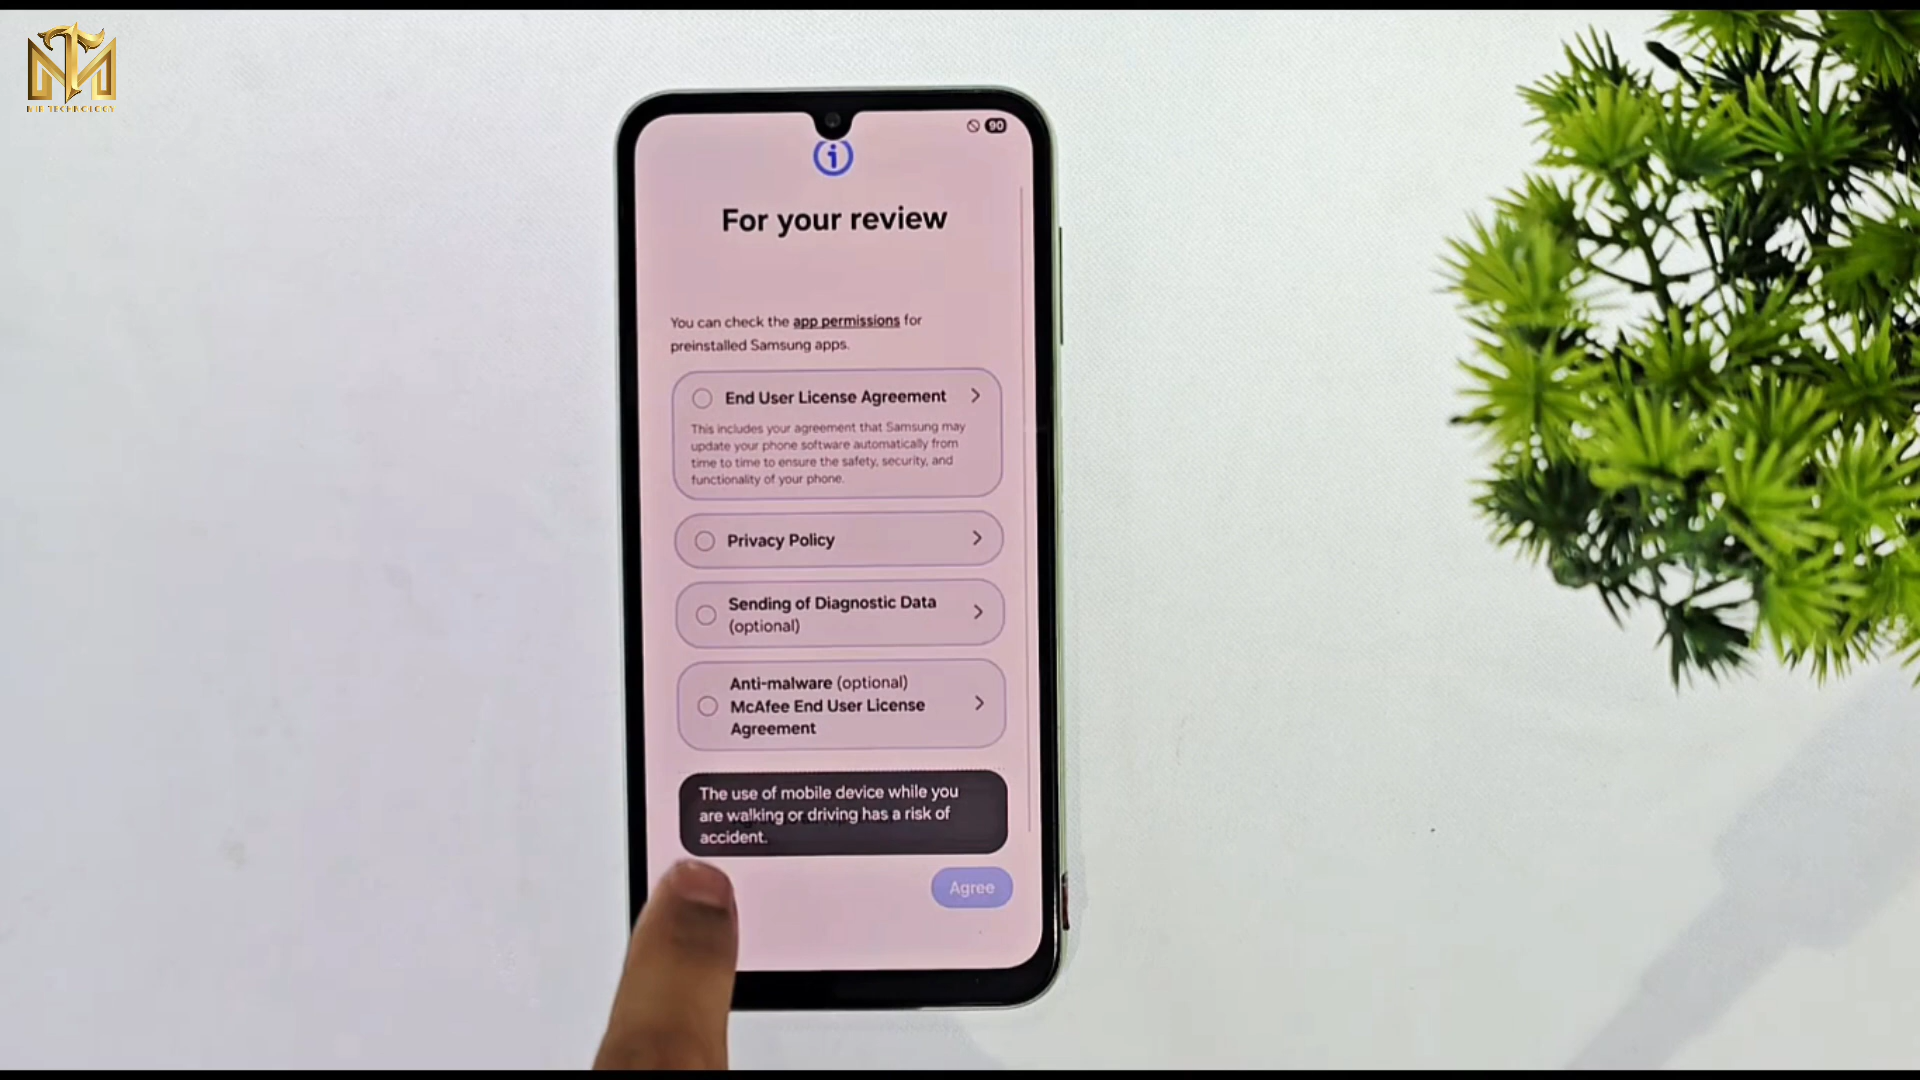 90
For your review
You can check the app permissions for
preinstalled Samsung apps.
End User License Agreement
This includes your agreement that Samsung may
update your phone software automatically from
time to time to ensure the safety, security, and
functionality of your phone.
Privacy Policy
Sending of Diagnostic Data
(optional)
Anti-malware (optional)
McAfee End User License
Agreement
The use of mobile device while you
are walking or driving has a risk of
accident.
Agree